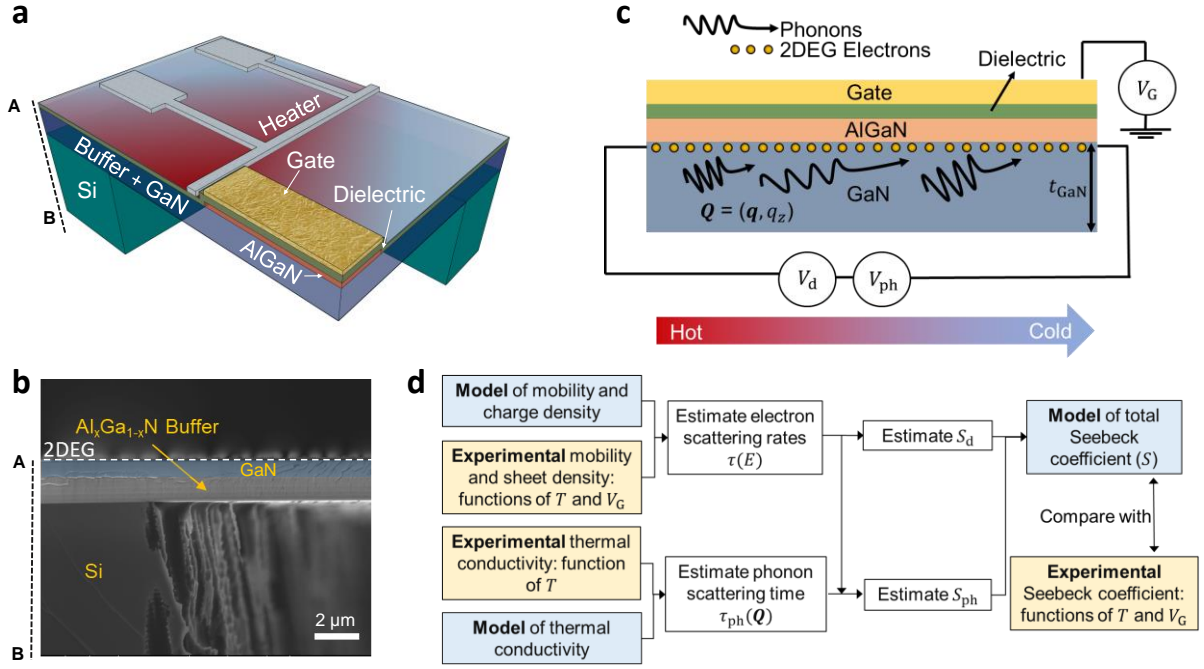 a
A
B
Heater
Gate
Dielectric
Buffer + GaN
Si
AlGaN
b
AlxGa1-xN Buffer
2DEG
A
GaN
Si
2 μm
B
c
Phonons
2DEG Electrons
Dielectric
Gate
VG
AlGaN
GaN
tGaN
Q = (q, qz)
Vd
Vph
Hot
Cold
d
Model of mobility and
charge density
Experimental mobility
and sheet density:
functions of T and VG
Experimental thermal
conductivity: function
of T
Model of thermal
conductivity
Estimate electron
scattering rates
τ(E)
Estimate phonon
scattering time
τph(Q)
Estimate Sd
Estimate Sph
Model of total
Seebeck
coefficient (S)
Compare with
Experimental
Seebeck coefficient:
functions of T and VG